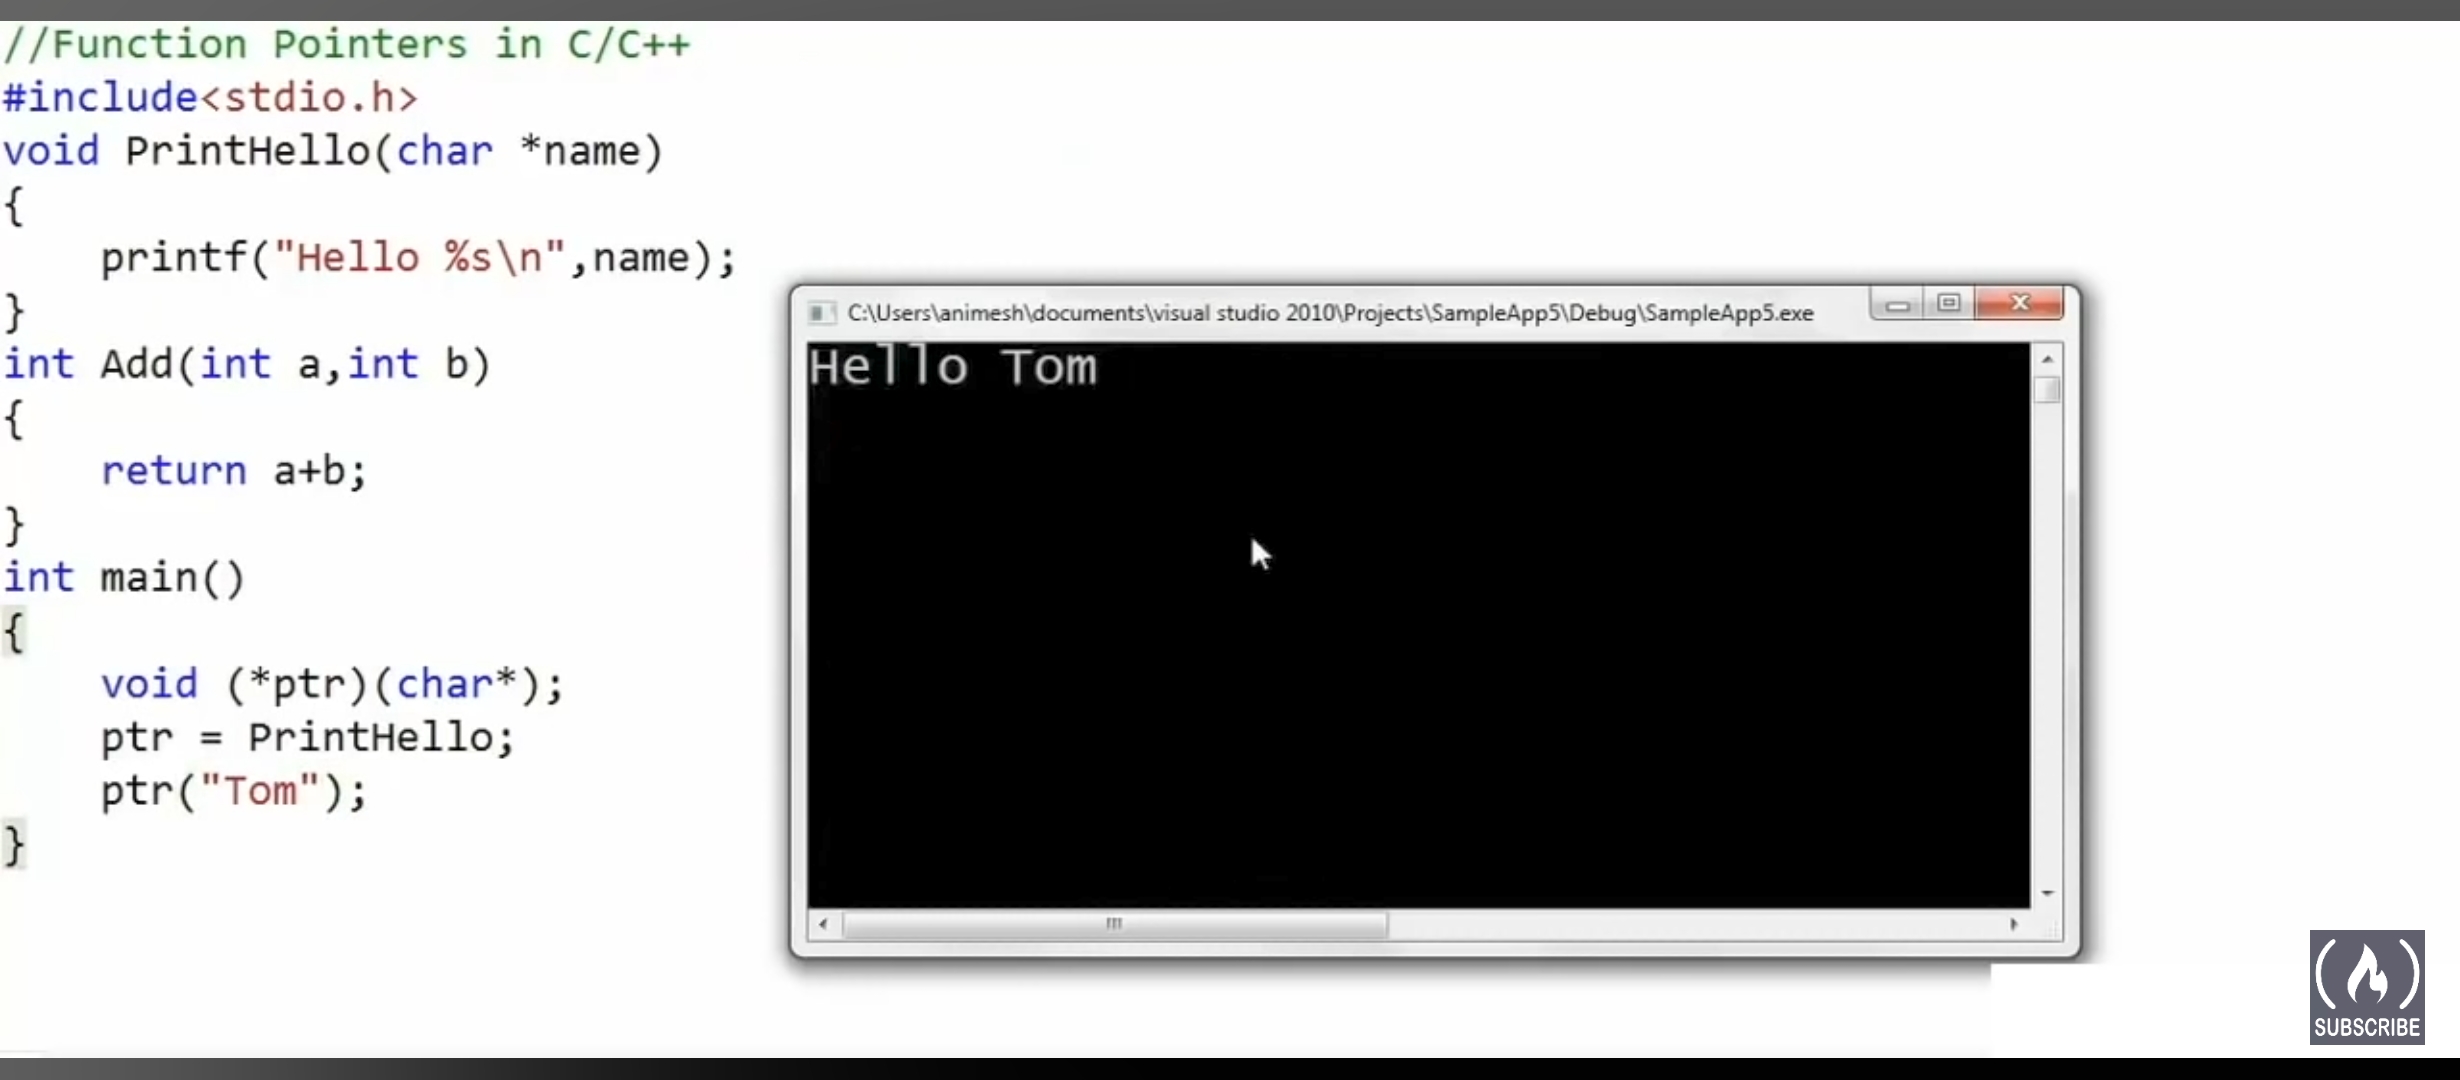 //Function Pointers in C/C++
#include<stdio.h>
void PrintHello(char *name)
{
    printf("Hello %s\n",name);
}
int Add(int a,int b)
{
    return a+b;
}
int main()
{
    void (*ptr)(char*);
    ptr = PrintHello;
    ptr("Tom");
}
C:\Users\animesh\documents\visual studio 2010\Projects\SampleApp5\Debug\SampleApp5.exe
Hello Tom
SUBSCRIBE